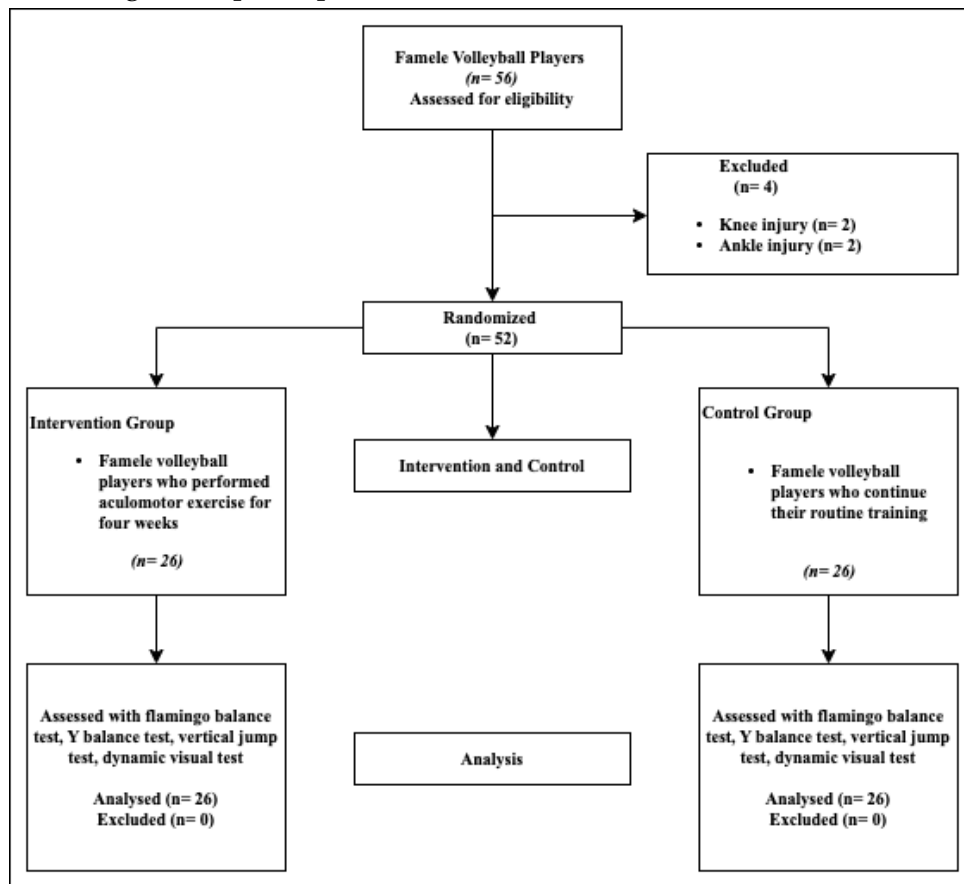 Famele Volleyball Players
(n= 56)
Assessed for eligibility
Excluded
(n= 4)
• Knee injury (n= 2)
• Ankle injury (n= 2)
Randomized
(n= 52)
Intervention Group
• Famele volleyball
players who performed
aculomotor exercise for
four weeks
(n= 26)
Intervention and Control
Control Group
• Famele volleyball
players who continue
their routine training
(n= 26)
Assessed with flamingo balance
test, Y balance test, vertical jump
test, dynamic visual test
Analysed (n= 26)
Excluded (n= 0)
Analysis
Assessed with flamingo balance
test, Y balance test, vertical jump
test, dynamic visual test
Analysed (n= 26)
Excluded (n= 0)